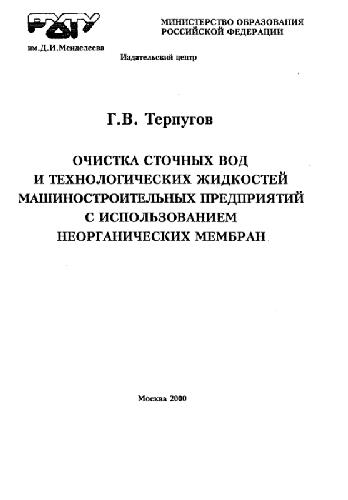 РХТУ
им.Д.И.Менделеева
МИНИСТЕРСТВО ОБРАЗОВАНИЯ
РОССИЙСКОЙ ФЕДЕРАЦИИ
Издательский центр
Г.В. Терпугов
ОЧИСТКА СТОЧНЫХ ВОД
И ТЕХНОЛОГИЧЕСКИХ ЖИДКОСТЕЙ
МАШИНОСТРОИТЕЛЬНЫХ ПРЕДПРИЯТИЙ
С ИСПОЛЬЗОВАНИЕМ
НЕОРГАНИЧЕСКИХ МЕМБРАН
Москва 2000